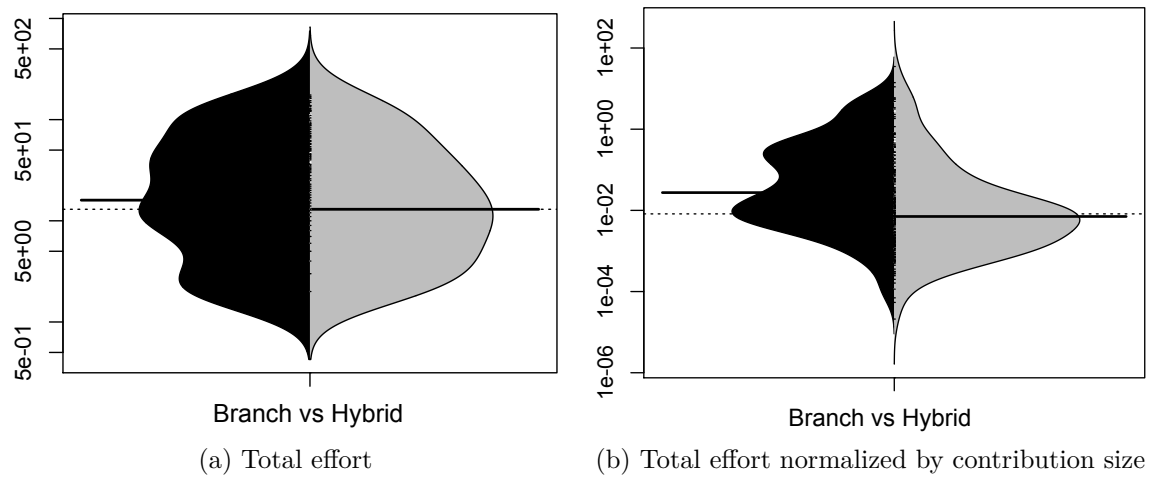 5e+02
5e+01
5e+00
5e-01
Branch vs Hybrid
(a) Total effort
1e+02
1e+00
1e-02
1e-04
1e-06
Branch vs Hybrid
(b) Total effort normalized by contribution size